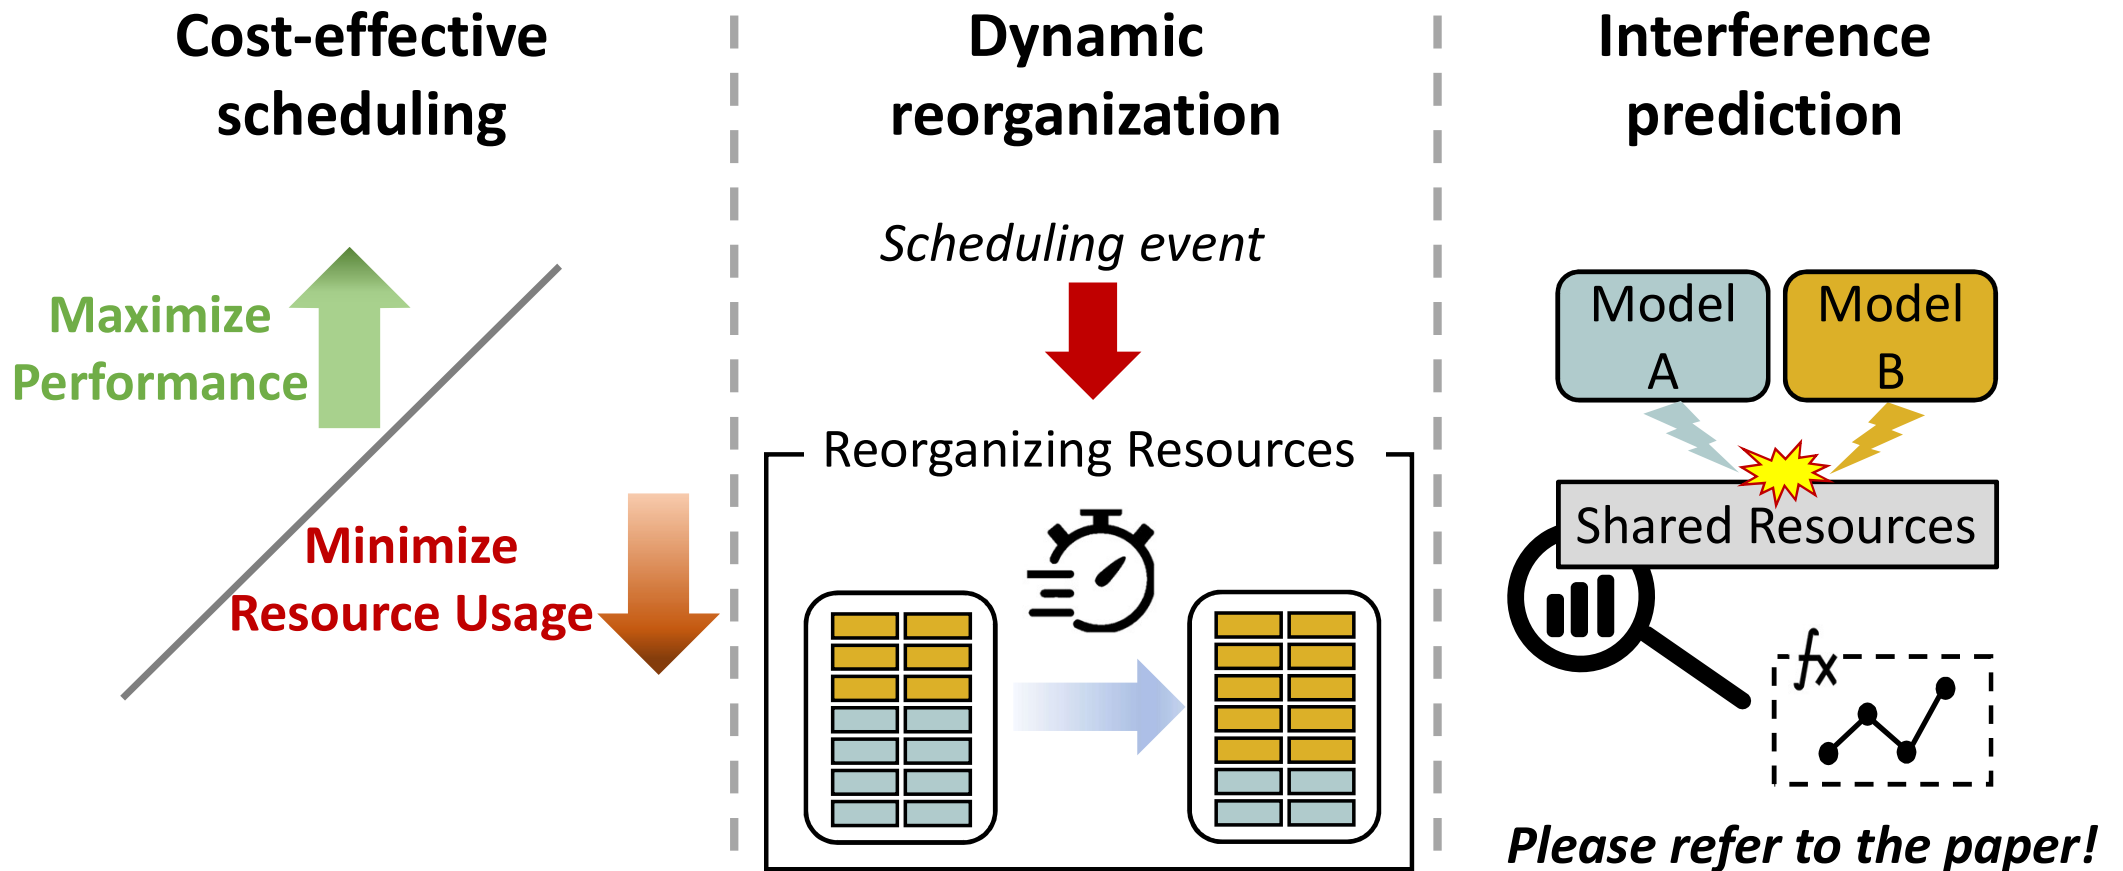 Cost-effective
scheduling
Maximize
Performance
Minimize
Resource Usage
Dynamic
reorganization
Scheduling event
Reorganizing Resources
Interference
prediction
Model
A
Model
B
Shared Resources
fx
Please refer to the paper!